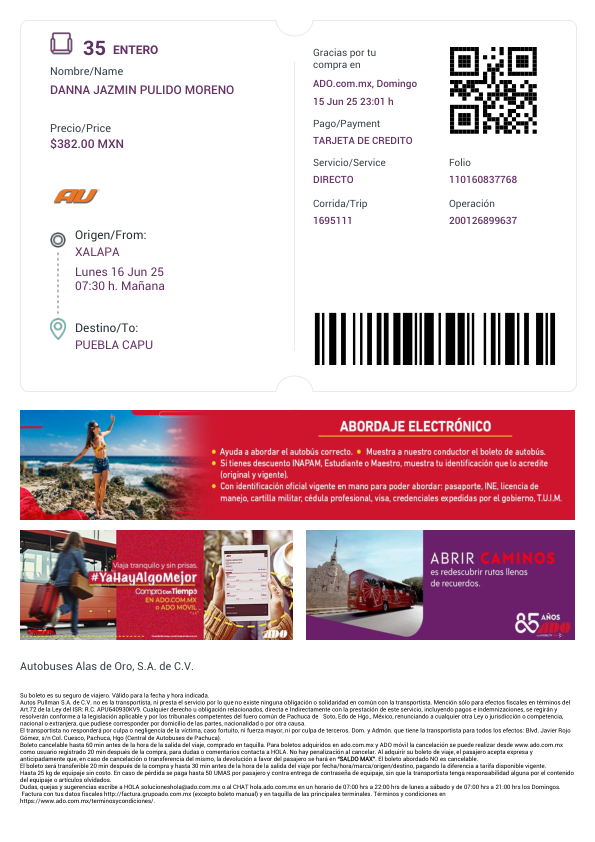 35 ENTERO
Nombre/Name
DANNA JAZMIN PULIDO MORENO
Precio/Price
$382.00 MXN
AU
Origen/From:
XALAPA
Lunes 16 Jun 25
07:30 h. Mañana
Destino/To:
PUEBLA CAPU
Gracias por tu
compra en
ADO.com.mx, Domingo
15 Jun 25 23:01 h
Pago/Payment
TARJETA DE CREDITO
Servicio/Service
DIRECTO
Folio
110160837768
Corrida/Trip
1695111
Operación
200126899637
ABORDAJE ELECTRÓNICO
• Ayuda a abordar el autobús correcto. • Muestra a nuestro conductor el boleto de autobús.
• Si tienes descuento INAPAM, Estudiante o Maestro, muestra tu identificación que lo acredite
(original y vigente).
• Con identificación oficial vigente en mano para poder abordar: pasaporte, INE, licencia de
manejo, cartilla militar, cédula profesional, visa, credenciales expedidas por el gobierno, T.U.I.M.
Viaja tranquilo y sin prisas,
#YaHayAlgoMejor
Compra con Tiempo
EN ADO.COM.MX
O ADO MÓVIL
ADO
ABRIR CAMINOS
es redescubrir rutas llenas
de recuerdos.
85 AÑOS
ADO
Autobuses Alas de Oro, S.A. de C.V.
Su boleto es su seguro de viajero. Válido para la fecha y hora indicada.
Autos Pullman S.A. de C.V. no es la transportista, ni presta el servicio por lo que no existe ninguna obligación o solidaridad en común con la transportista. Mención sólo para efectos fiscales en términos del
Art.72 de la Ley del ISR: R.C. APU640930KV9. Cualquier derecho u obligación relacionados, directa e Indirectamente con la prestación de este servicio, incluyendo pagos e indemnizaciones, se regirán y
resolverán conforme a la legislación aplicable y por los tribunales competentes del fuero común de Pachuca de Soto, Edo de Hgo., México, renunciando a cualquier otra Ley o jurisdicción o competencia,
nacional o extranjera, que pudiese corresponder por domicilio de las partes, nacionalidad o por otra causa.
El transportista no responderá por culpa o negligencia de la víctima, caso fortuito, ni fuerza mayor, ni por culpa de terceros. Dom. y Admón. que tiene la transportista para todo los efectos: Blvd. Javier Rojo
Gómez, s/n Col. Cuesco, Pachuca, Hgo (Central de Autobuses de Pachuca).
Boleto cancelable hasta 60 min antes de la hora de la salida del viaje, comprado en taquilla. Para boletos adquiridos en ado.com.mx y ADO móvil la cancelación se puede realizar desde www.ado.com.mx
como usuario registrado 20 min después de la compra, para dudas o comentarios contacta a HOLA. No hay penalización al cancelar. Al adquirir su boleto de viaje, el pasajero acepta expresa y
anticipadamente que, en caso de cancelación o transferencia del mismo, la devolución a favor del pasajero se hará en "SALDO MAX". El boleto abordado NO es cancelable.
El boleto será transferible 20 min después de la compra y hasta 30 min antes de la hora de la salida del viaje por fecha/hora/marca/origen/destino, pagando la diferencia a tarifa disponible vigente.
Hasta 25 kg de equipaje sin costo. En caso de pérdida se paga hasta 50 UMAS por pasajero y contra entrega de contraseña de equipaje, sin que la transportista tenga responsabilidad alguna por el contenido
del equipaje o artículos olvidados.
Dudas, quejas y sugerencias escribe a HOLA solucioneshola@ado.com.mx o al CHAT hola.ado.com.mx en un horario de 07:00 hrs a 22:00 hrs de lunes a sábado y de 07:00 hrs a 21:00 hrs los Domingos.
Factura con tus datos fiscales http://factura.grupoado.com.mx (excepto boleto manual) y en taquilla de las principales terminales. Términos y condiciones en
https://www.ado.com.mx/terminosycondiciones/.